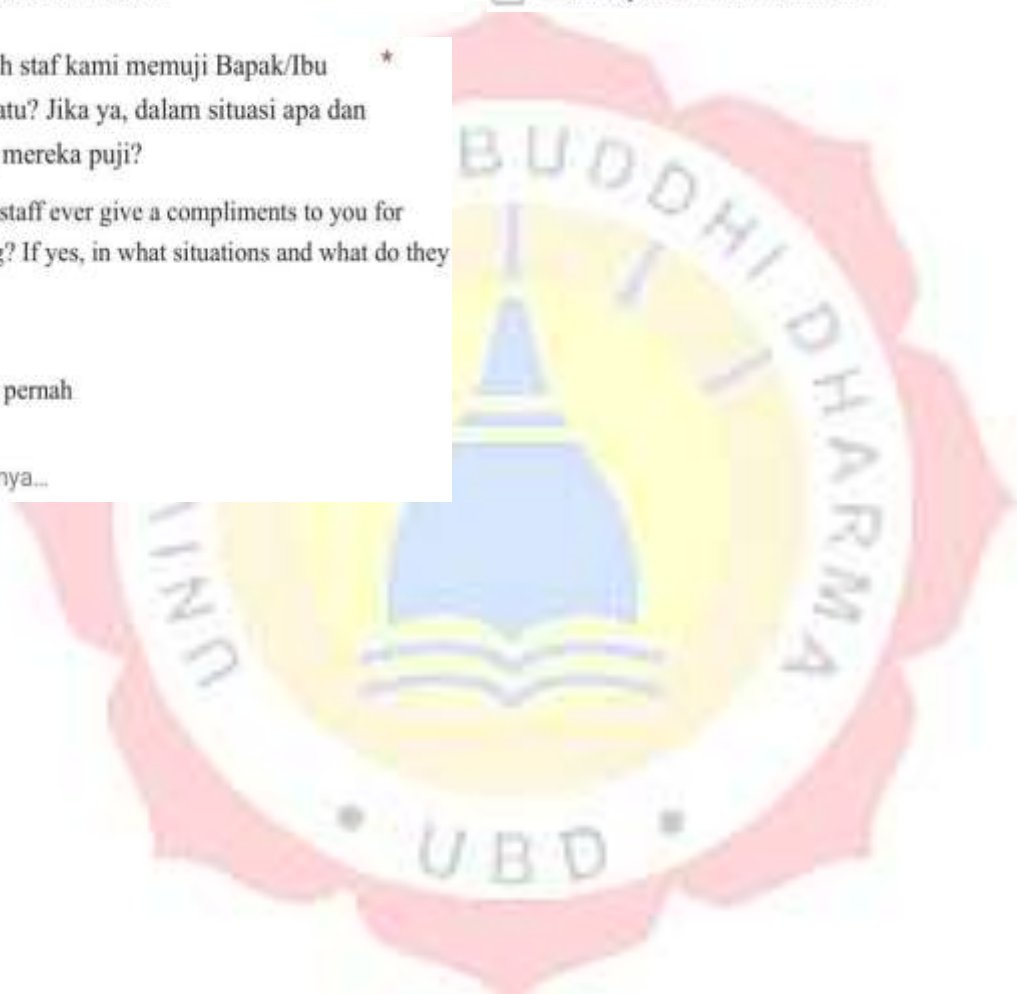 h staf kami memuji Bapak/Ibu *
atu? Jika ya, dalam situasi apa dan
mereka puji?
staff ever give a compliments to you for
g? If yes, in what situations and what do they
pernah
nya...
BUDDHI DHARMA
UNI
UBD